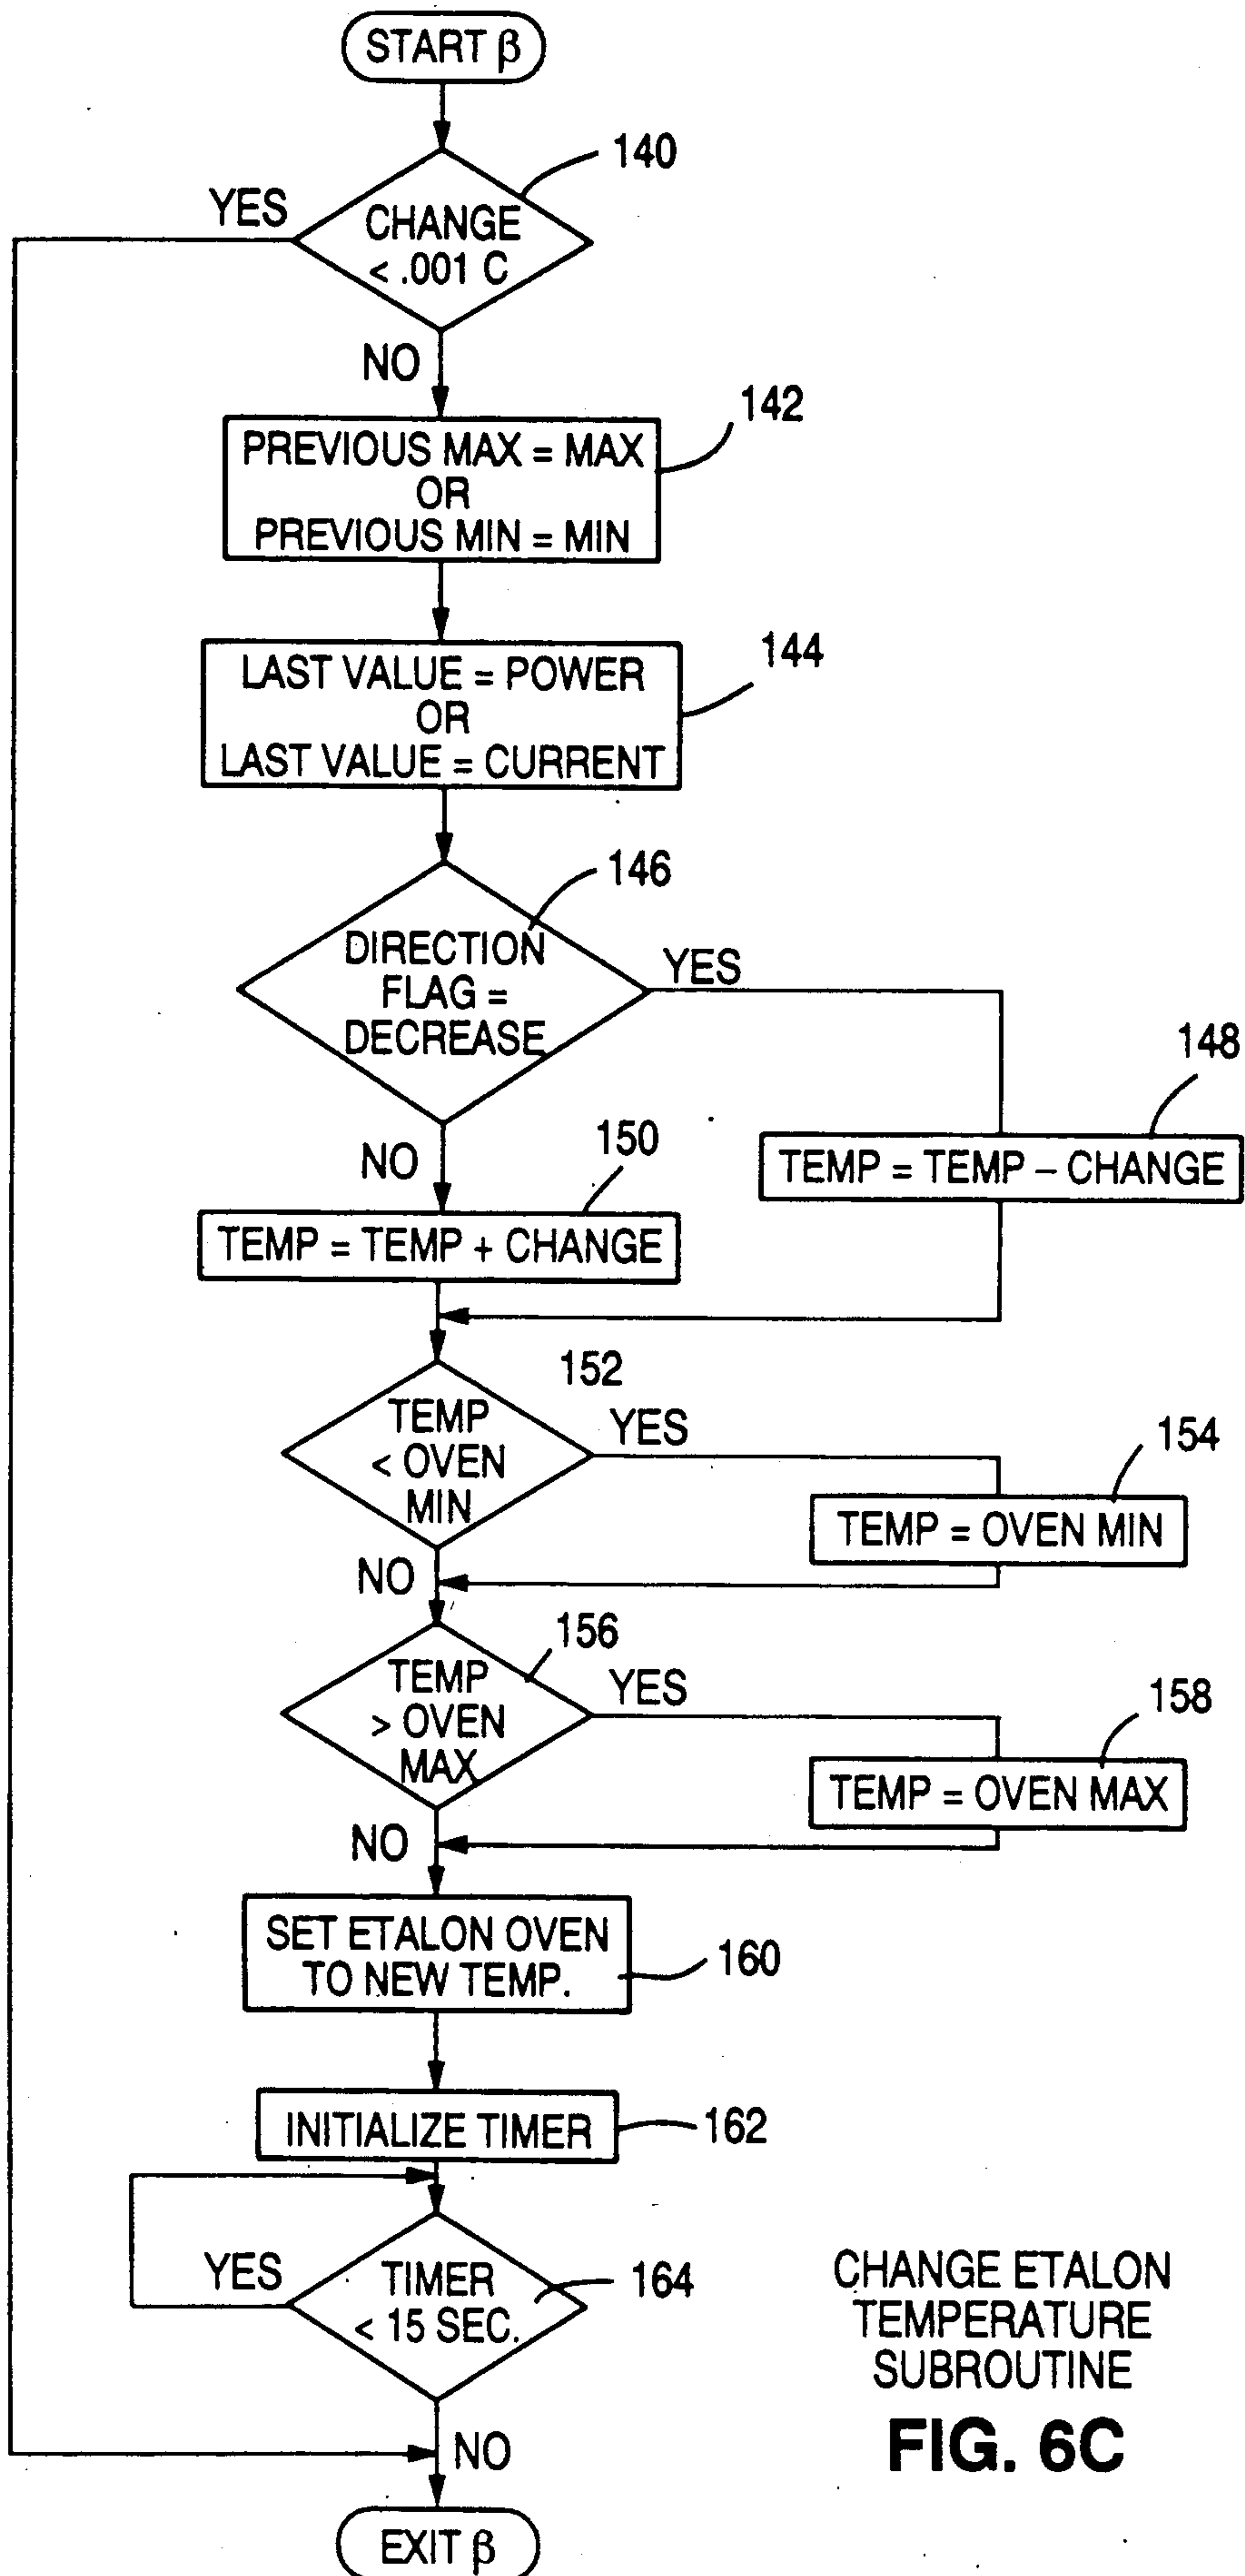 START β
140
YES
CHANGE
< .001 C
NO
142
PREVIOUS MAX = MAX
OR
PREVIOUS MIN = MIN
144
LAST VALUE = POWER
OR
LAST VALUE = CURRENT
146
DIRECTION
FLAG =
DECREASE
YES
148
TEMP = TEMP – CHANGE
NO
150
TEMP = TEMP + CHANGE
152
TEMP
< OVEN
MIN
YES
154
TEMP = OVEN MIN
NO
156
TEMP
> OVEN
MAX
YES
158
TEMP = OVEN MAX
NO
SET ETALON OVEN
TO NEW TEMP.
160
INITIALIZE TIMER
162
YES
TIMER
< 15 SEC.
164
NO
EXIT β
CHANGE ETALON
TEMPERATURE
SUBROUTINE
FIG. 6C